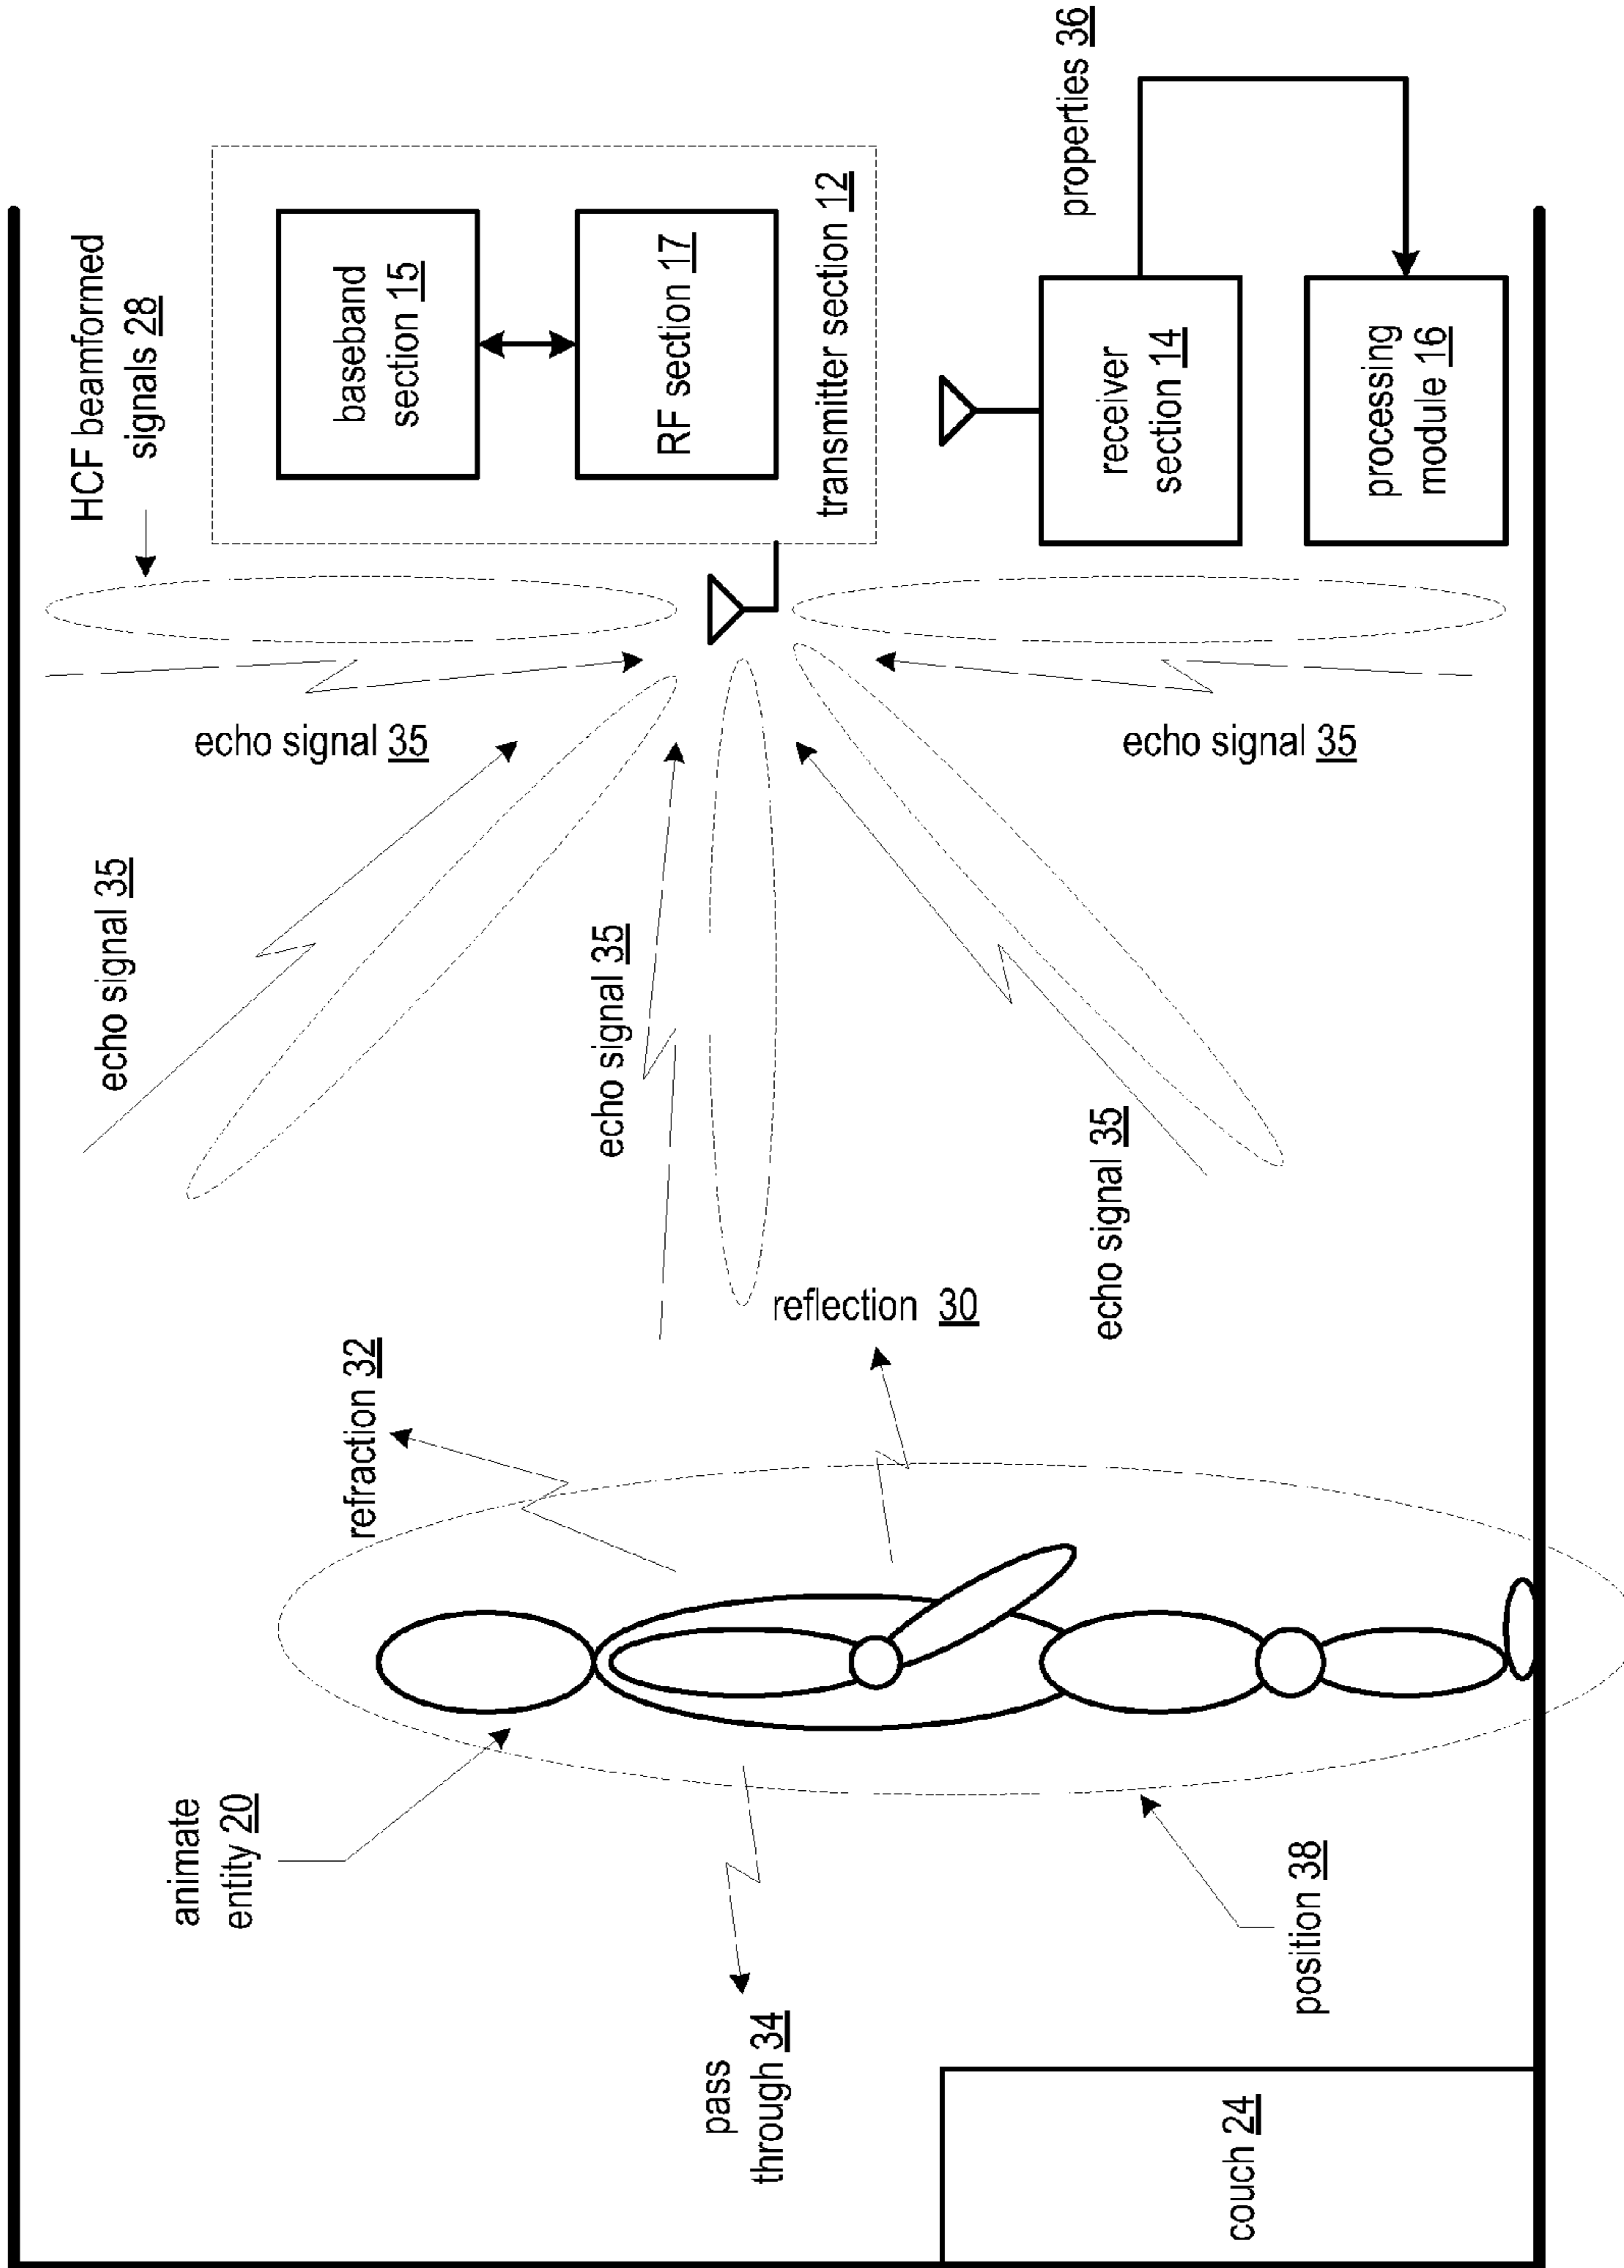 HCF beamformed
signals 28
baseband
section 15
RF section 17
transmitter section 12
properties 36
receiver
section 14
processing
module 16
echo signal 35
echo signal 35
echo signal 35
echo signal 35
echo signal 35
refraction 32
reflection 30
animate
entity 20
pass
through 34
position 38
couch 24